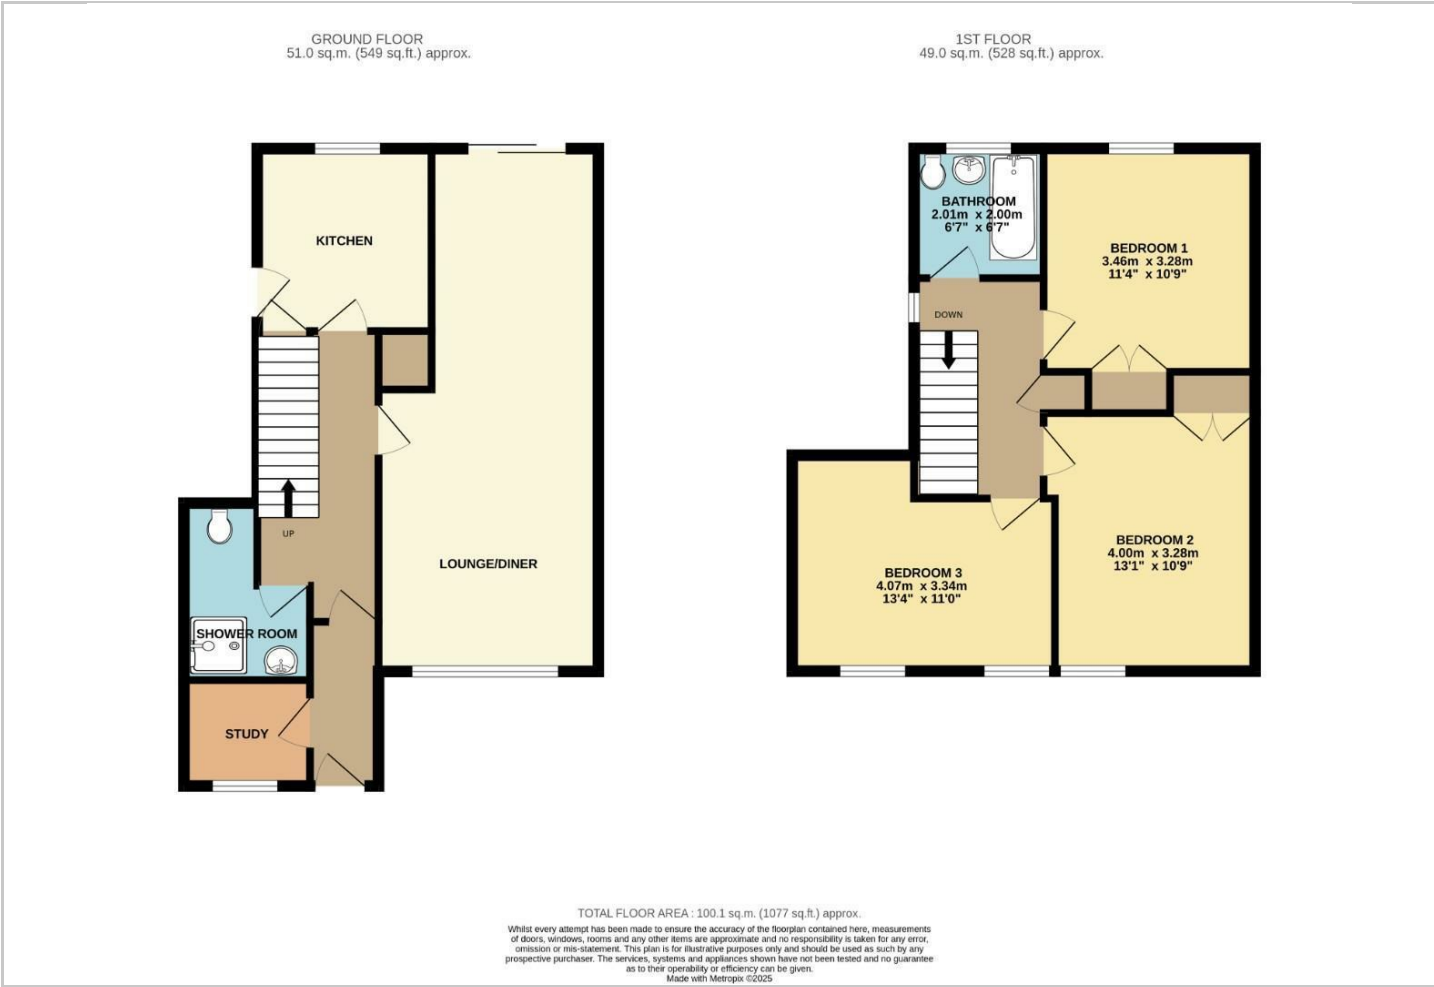 GROUND FLOOR
51.0 sq.m. (549 sq.ft.) approx.
1ST FLOOR
49.0 sq.m. (528 sq.ft.) approx.
KITCHEN
UP
LOUNGE/DINER
SHOWER ROOM
STUDY
BATHROOM
2.01m x 2.00m
6'7" x 6'7"
BEDROOM 1
3.46m x 3.28m
11'4" x 10'9"
DOWN
BEDROOM 2
4.00m x 3.28m
13'1" x 10'9"
BEDROOM 3
4.07m x 3.34m
13'4" x 11'0"
TOTAL FLOOR AREA : 100.1 sq.m. (1077 sq.ft.) approx.
Whilst every attempt has been made to ensure the accuracy of the floorplan contained here, measurements
of doors, windows, rooms and any other items are approximate and no responsibility is taken for any error,
omission or mis-statement. This plan is for illustrative purposes only and should be used as such by any
prospective purchaser. The services, systems and appliances shown have not been tested and no guarantee
as to their operability or efficiency can be given.
Made with Metropix ©2025